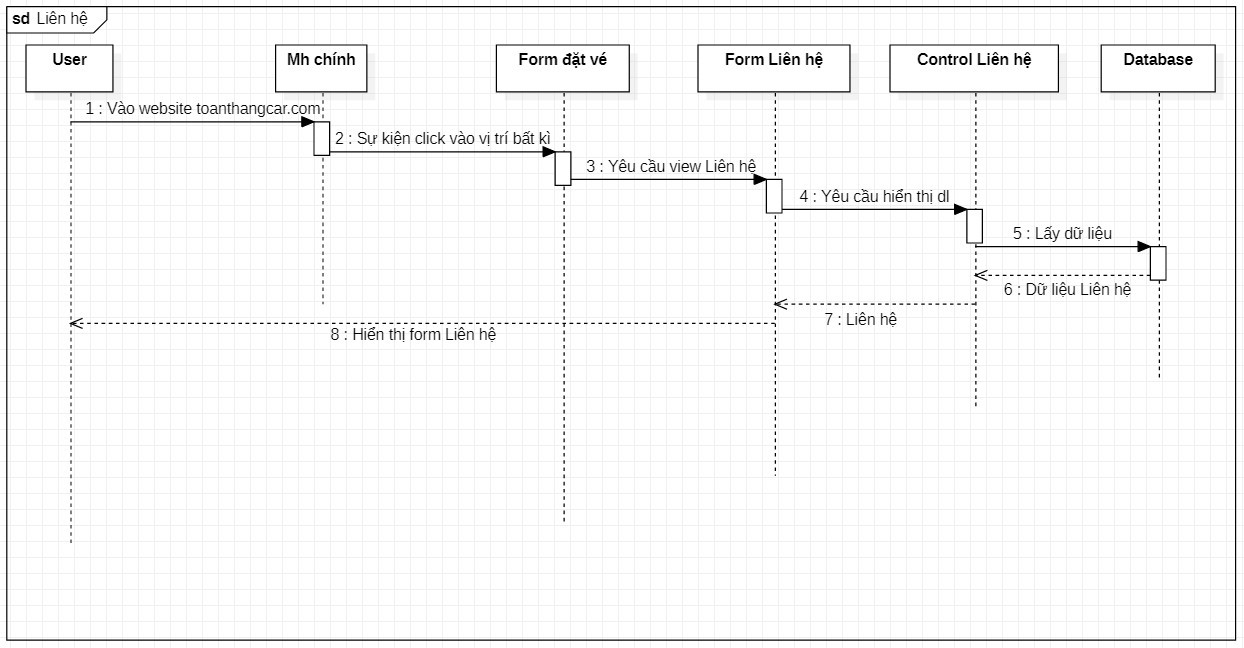 sd Liên hệ
User
Mh chính
Form đặt vé
Form Liên hệ
Control Liên hệ
Database
1 : Vào website toanthangcar.com
2 : Sự kiện click vào vị trí bất kì
3 : Yêu cầu view Liên hệ
4 : Yêu cầu hiển thị dl
5 : Lấy dữ liệu
6 : Dữ liệu Liên hệ
7 : Liên hệ
8 : Hiển thị form Liên hệ